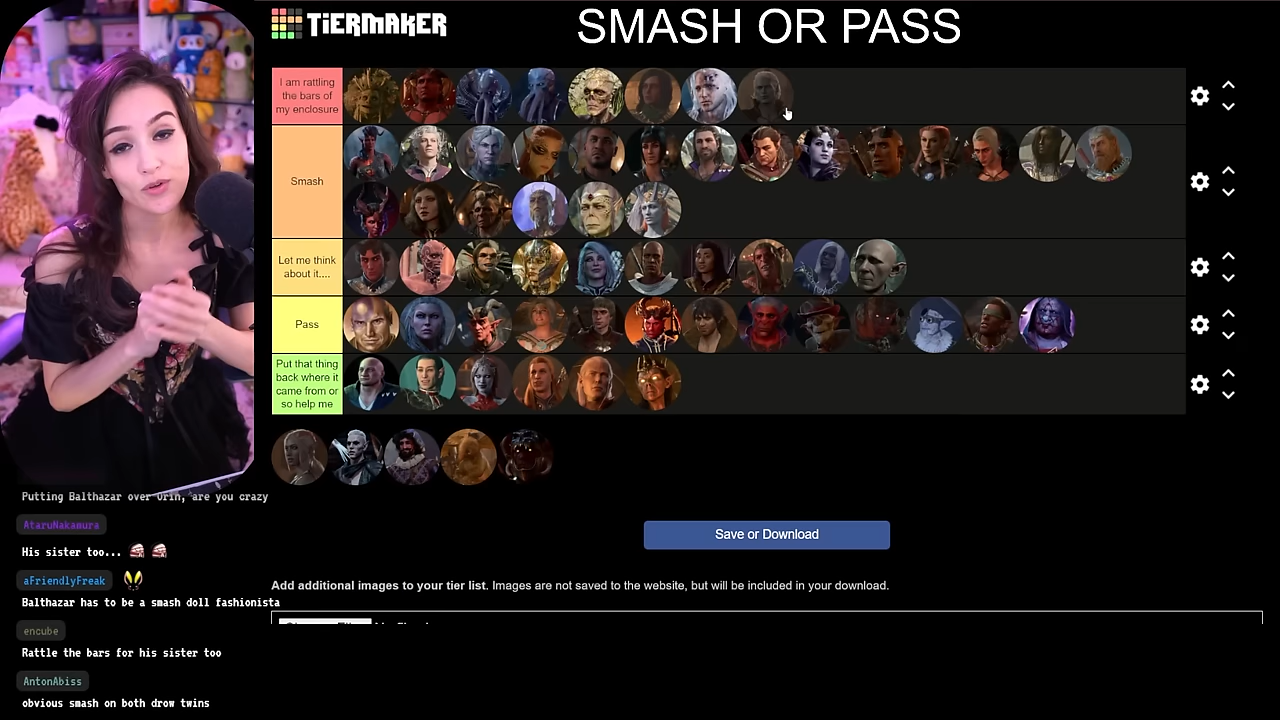 TIERMAKER
SMASH OR PASS
I am rattling
the bars of
my enclosure
Smash
Let me think
about it....
Pass
Put that thing
back where it
came from or
so help me
Save or Download
Add additional images to your tier list. Images are not saved to the website, but will be included in your download.
Putting Balthazar over Orin, are you crazy
AtaruNakamura
His sister too...
aFriendlyFreak
Balthazar has to be a smash doll fashionista
encube
Rattle the bars for his sister too
AntonAbiss
obvious smash on both drow twins